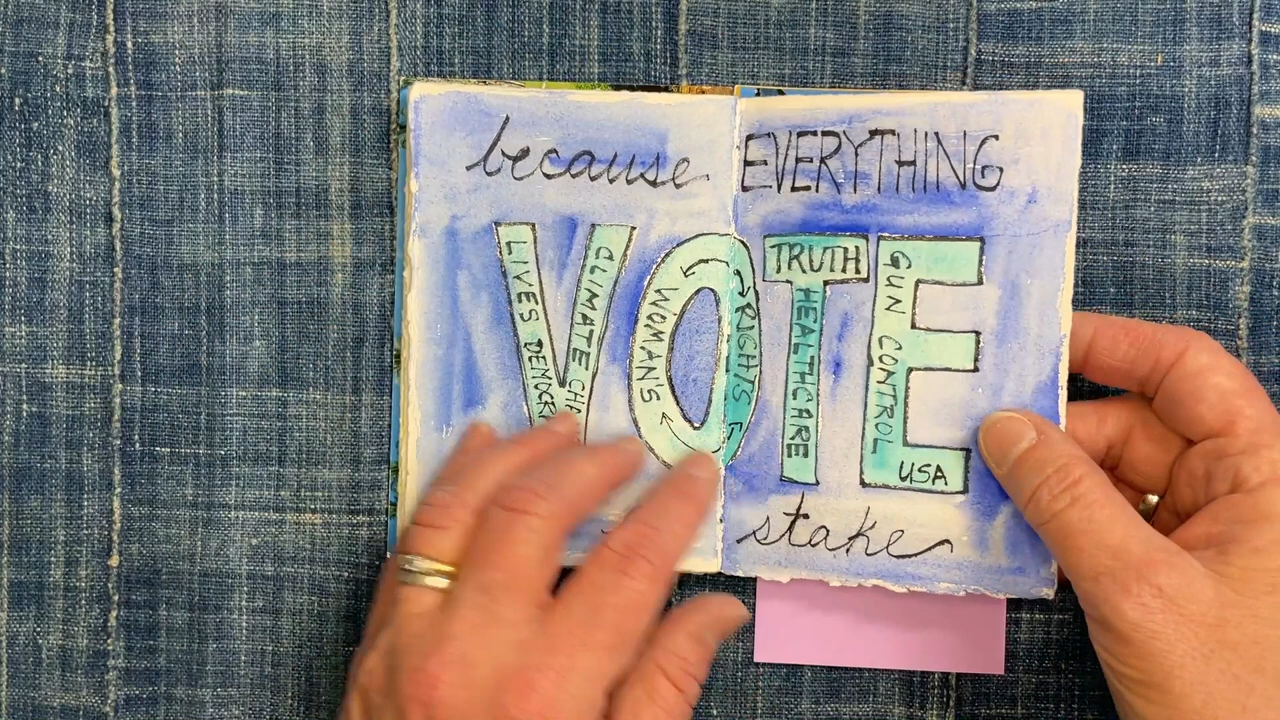 because EVERYTHING
VOTE
LIVES
CLIMATE
WOMAN'S
RIGHTS
TRUTH
HEALTHCARE
GUN CONTROL
USA
stake